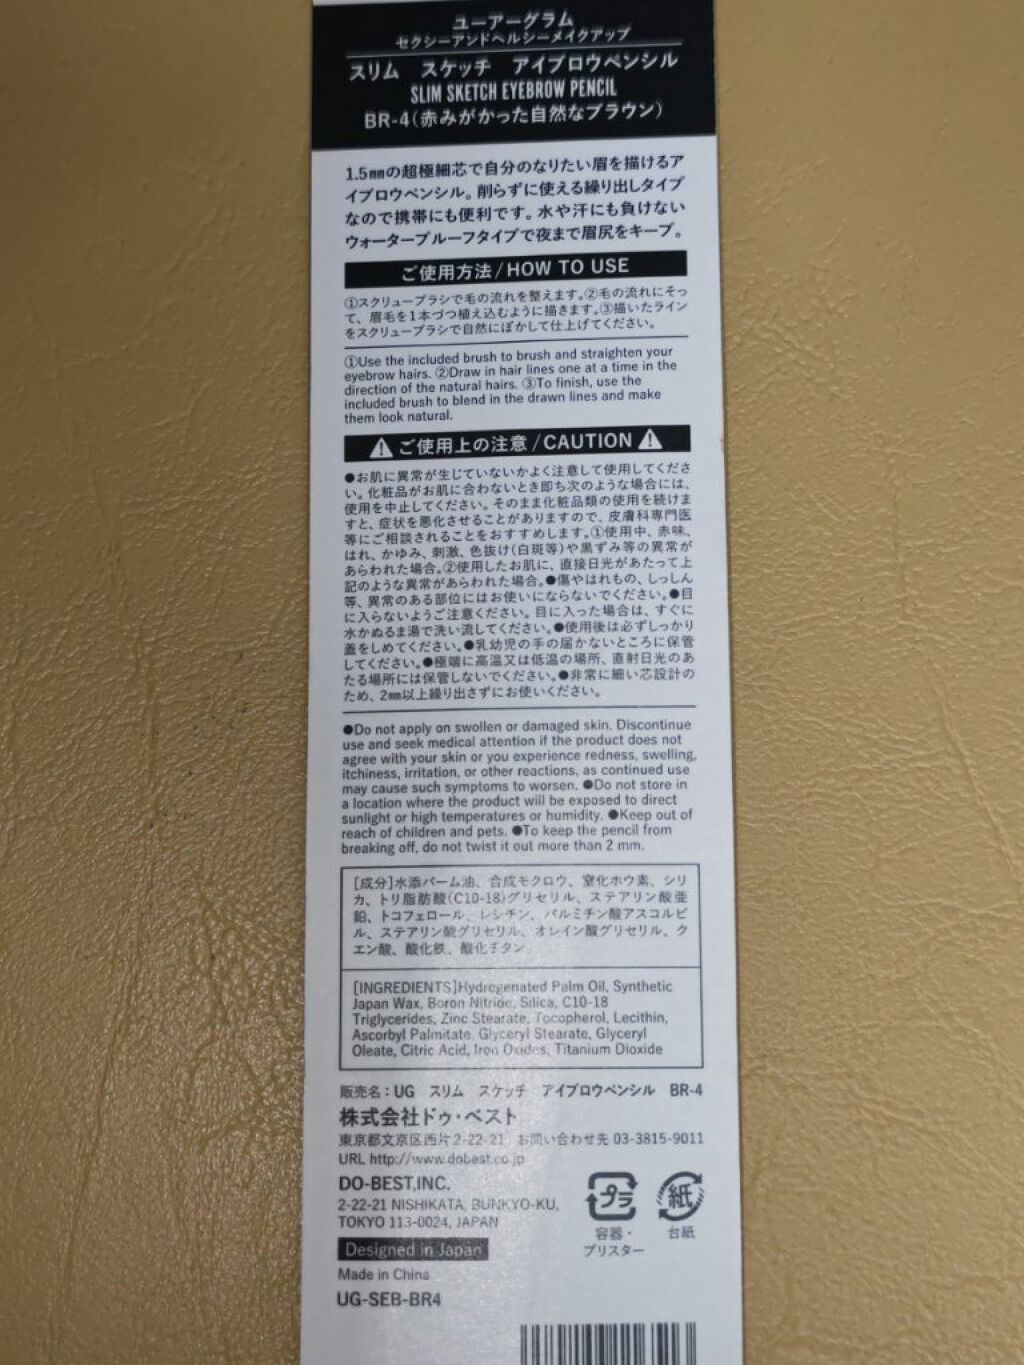 ユーアーグラム
セクシーアンドヘルシーメイクアップ
スリム スケッチ アイブロウペンシル
SLIM SKETCH EYEBROW PENCIL
BR-4(赤みがかった自然なブラウン)
1.5mmの超極細芯で自分のなりたい眉を描けるア
イブロウペンシル。削らずに使える繰り出しタイプ
なので携帯にも便利です。水や汗にも負けない
ウォータープルーフタイプで夜まで眉尻をキープ。
ご使用方法/HOW TO USE
①スクリューブラシで毛の流れを整えます。②毛の流れにそっ
て、眉毛を1本づつ植え込むように描きます。③描いたライン
をスクリューブラシで自然にぼかして仕上げてください。
①Use the included brush to brush and straighten your
eyebrow hairs. ②Draw in hair lines one at a time in the
direction of the natural hairs. ③To finish, use the
included brush to blend in the drawn lines and make
them look natural.
ご使用上の注意/CAUTION
●お肌に異常が生じていないかよく注意して使用してくださ
い。化粧品がお肌に合わないとき即ち次のような場合には、
使用を中止してください。そのまま化粧品類の使用を続けま
すと、症状を悪化させることがありますので、皮膚科専門医
等にご相談されることをおすすめします。①使用中、赤味、
はれ、かゆみ、刺激、色抜け(白斑等)や黒ずみ等の異常が
あらわれた場合。②使用したお肌に、直接日光があたって上
記のような異常があらわれた場合。●傷やはれもの、しっしん
等、異常のある部位にはお使いにならないでください。●目
に入らないようご注意ください。目に入った場合は、すぐに
水かぬるま湯で洗い流してください。●使用後は必ずしっかり
蓋をしめてください。●乳幼児の手の届かないところに保管
してください。●極端に高温又は低温の場所、直射日光のあ
たる場所には保管しないでください。●非常に細い芯設計の
ため、2mm以上繰り出さずにお使いください。
●Do not apply on swollen or damaged skin. Discontinue
use and seek medical attention if the product does not
agree with your skin or you experience redness, swelling,
itchiness, irritation, or other reactions, as continued use
may cause such symptoms to worsen. ●Do not store in
a location where the product will be exposed to direct
sunlight or high temperatures or humidity. ●Keep out of
reach of children and pets. ●To keep the pencil from
breaking off, do not twist it out more than 2 mm.
[成分]水添パーム油、合成モクロウ、窒化ホウ素、シリ
カ、トリ脂肪酸(C10-18)グリセリル、ステアリン酸亜
鉛、トコフェロール、レシチン、パルミチン酸アスコルビ
ル、ステアリン酸グリセリル、オレイン酸グリセリル、ク
エン酸、酸化鉄、酸化チタン
[INGREDIENTS]Hydrogenated Palm Oil, Synthetic
Japan Wax, Boron Nitride, Silica, C10-18
Triglycerides, Zinc Stearate, Tocopherol, Lecithin,
Ascorbyl Palmitate, Glyceryl Stearate, Glyceryl
Oleate, Citric Acid, Iron Oxides, Titanium Dioxide
販売名:UG スリム スケッチ アイブロウペンシル BR-4
株式会社ドゥ・ベスト
東京都文京区西片2-22-21 お問い合わせ先 03-3815-9011
URL http://www.dobest.co.jp
DO-BEST,INC.
2-22-21 NISHIKATA, BUNKYO-KU,
TOKYO 113-0024, JAPAN
プラ
紙
容器・
ブリスター
台紙
Designed in Japan
Made in China
UG-SEB-BR4